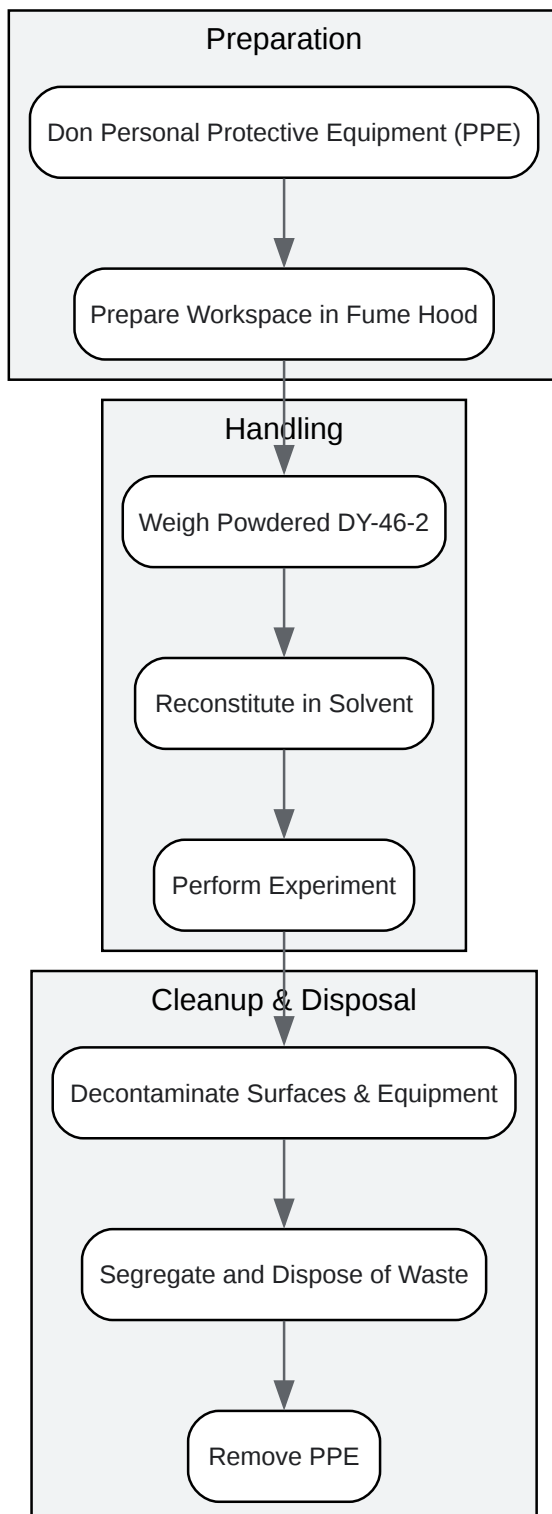 Preparation
Don Personal Protective Equipment (PPE)
Prepare Workspace in Fume Hood
Handling
Weigh Powdered DY-46-2
Reconstitute in Solvent
Perform Experiment
Cleanup & Disposal
Decontaminate Surfaces & Equipment
Segregate and Dispose of Waste
Remove PPE